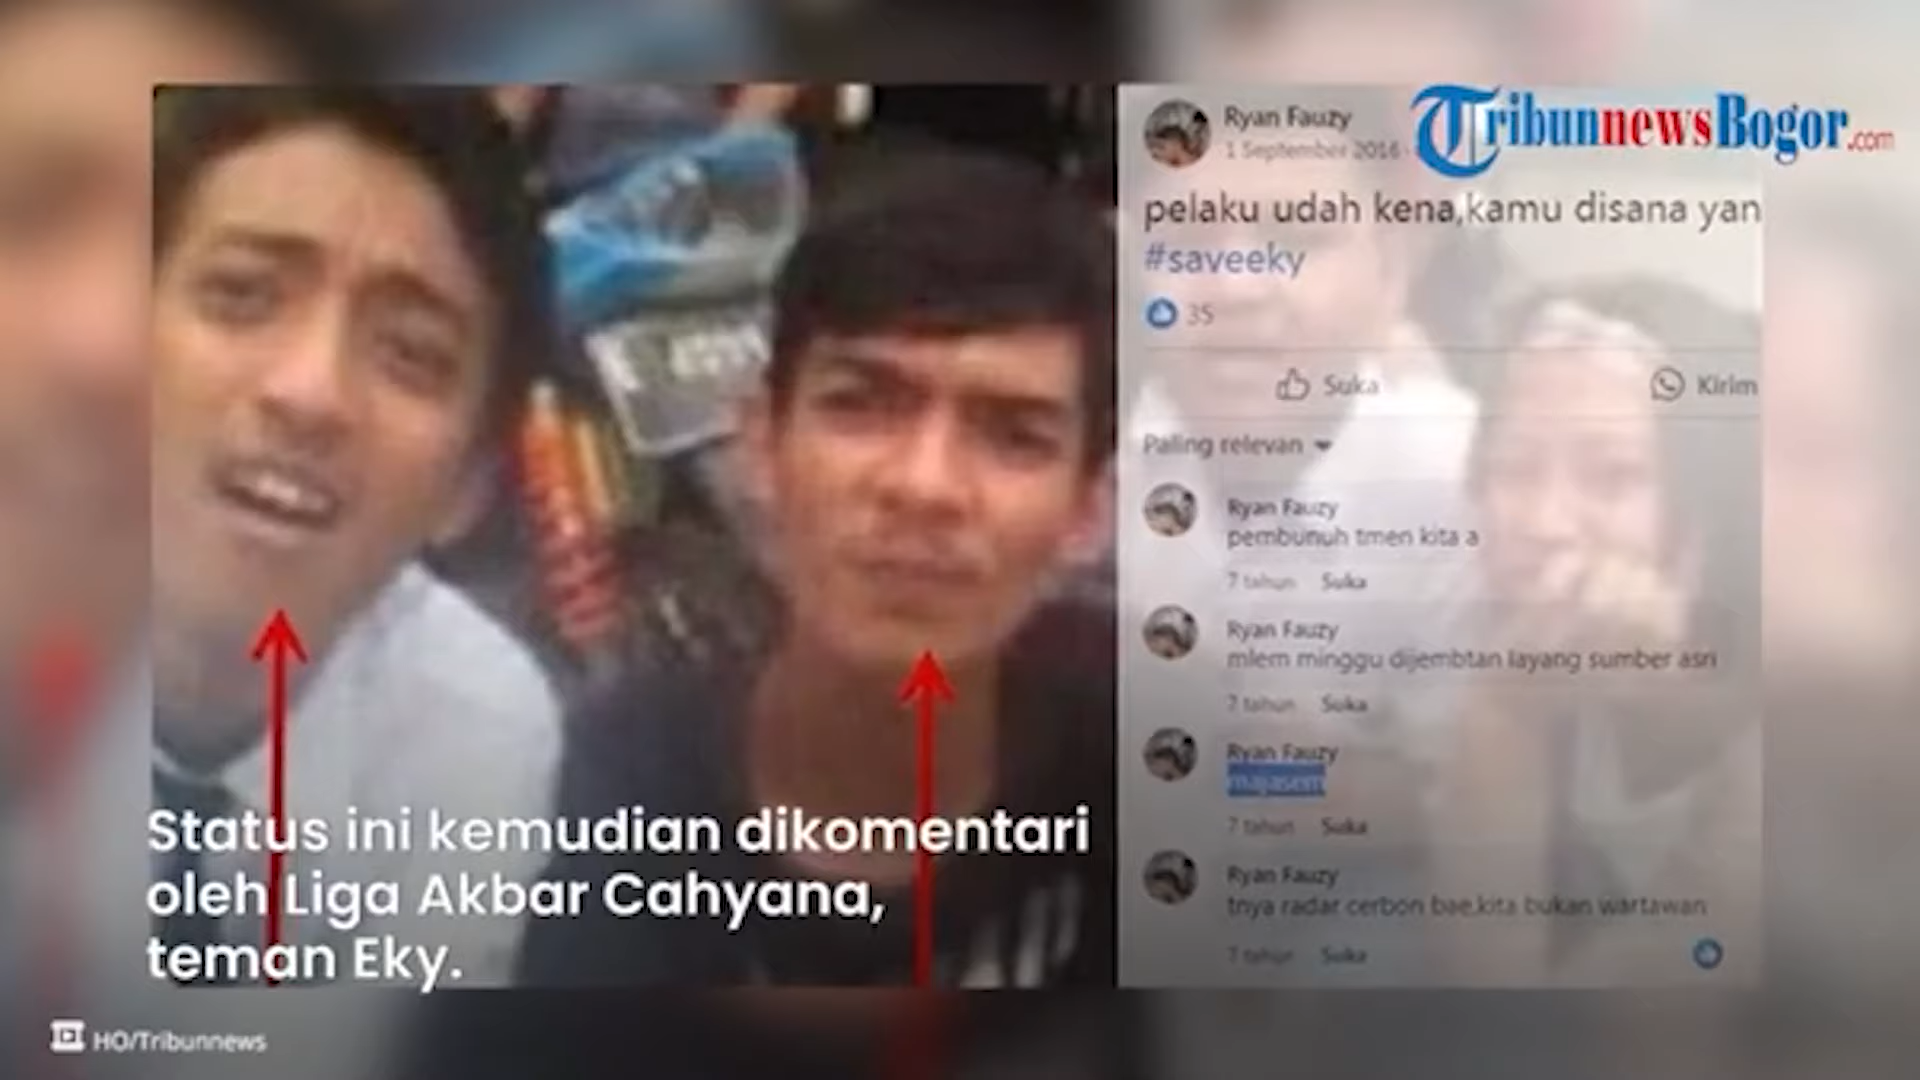 TribunnewsBogor.com
Ryan Fauzy
1 September 2016
pelaku udah kena,kamu disana yan
#saveeky
35
Suka
Kirim
Paling relevan
Ryan Fauzy
pembunuh tmen kita a
7 tahun Suka
Ryan Fauzy
mlem minggu dijembtan layang sumber asri
7 tahun Suka
Ryan Fauzy
majasem
7 tahun Suka
Ryan Fauzy
tnya radar cerbon bae,kita bukan wartawan
7 tahun Suka
Status ini kemudian dikomentari
oleh Liga Akbar Cahyana,
teman Eky.
HO/Tribunnews